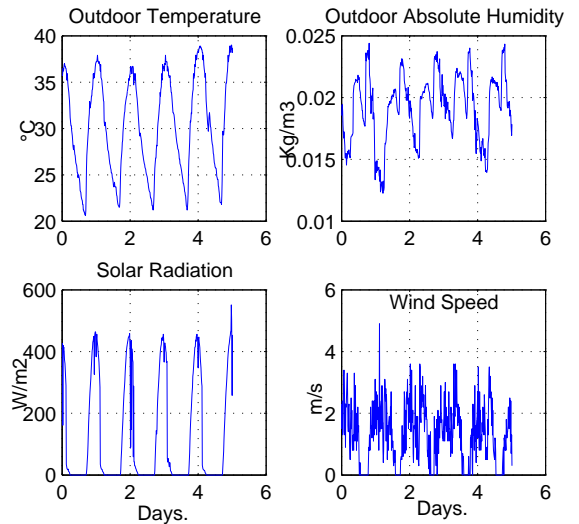 Outdoor Temperature
40
35
30
25
20
°C
0 2 4 6
Outdoor Absolute Humidity
0.025
0.02
0.015
0.01
Kg/m3
0 2 4 6
Solar Radiation
600
400
200
0
W/m2
0 2 4 6
Days.
Wind Speed
6
4
2
0
m/s
0 2 4 6
Days.